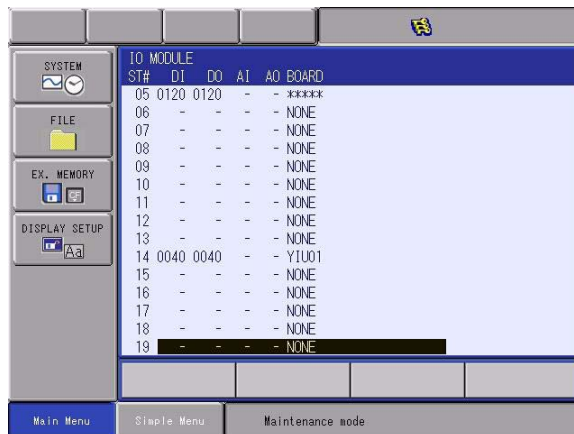 SYSTEM
FILE
EX. MEMORY
DISPLAY SETUP
Aa
IO MODULE
ST# DI DO AI AO BOARD
05 0120 0120 - - *****
06 - - - - NONE
07 - - - - NONE
08 - - - - NONE
09 - - - - NONE
10 - - - - NONE
11 - - - - NONE
12 - - - - NONE
13 - - - - NONE
14 0040 0040 - - YIU01
15 - - - - NONE
16 - - - - NONE
17 - - - - NONE
18 - - - - NONE
19 - - - - NONE
Main Menu
Simple Menu
Maintenance mode